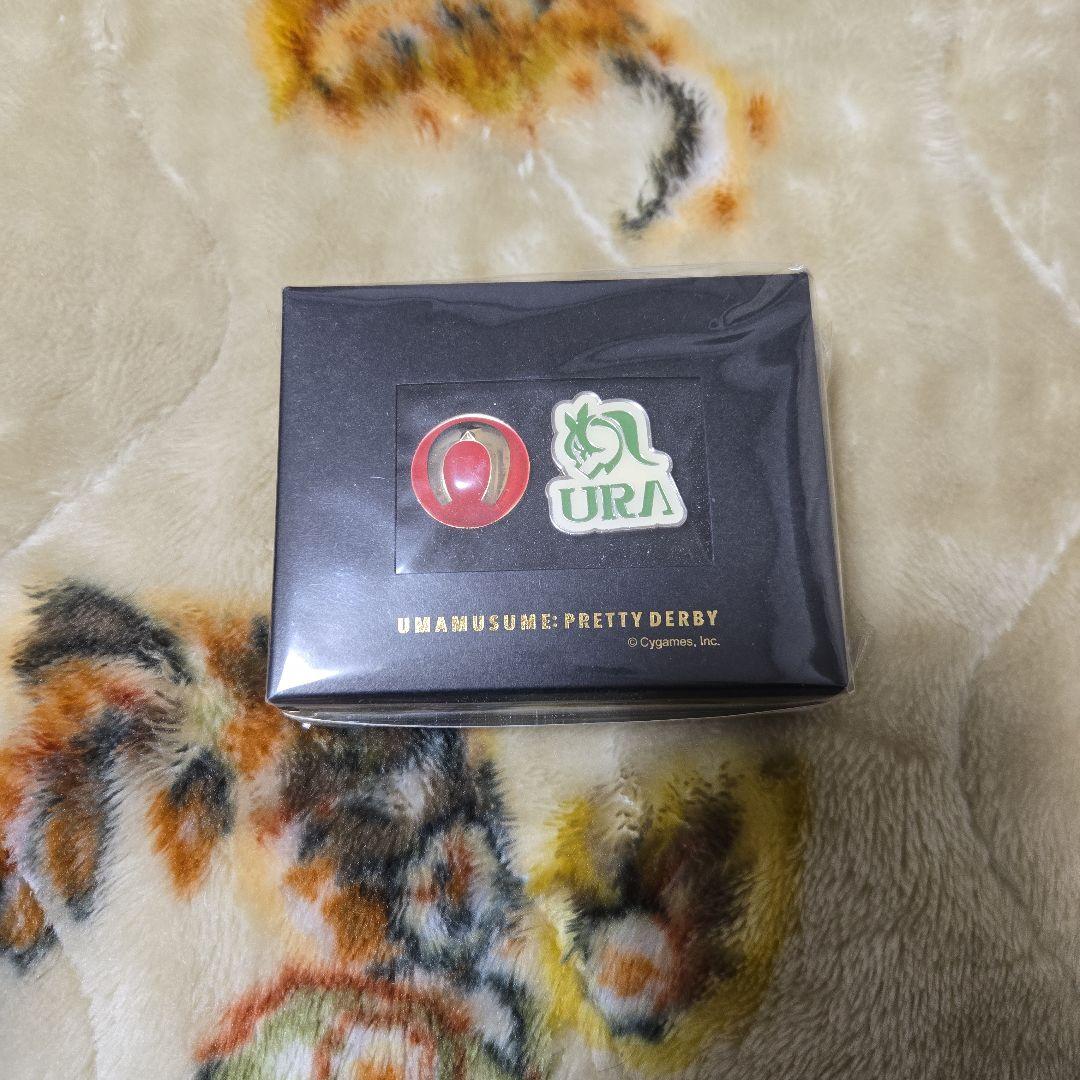 URA
UMAMUSUME: PRETTY DERBY
© Cygames, Inc.